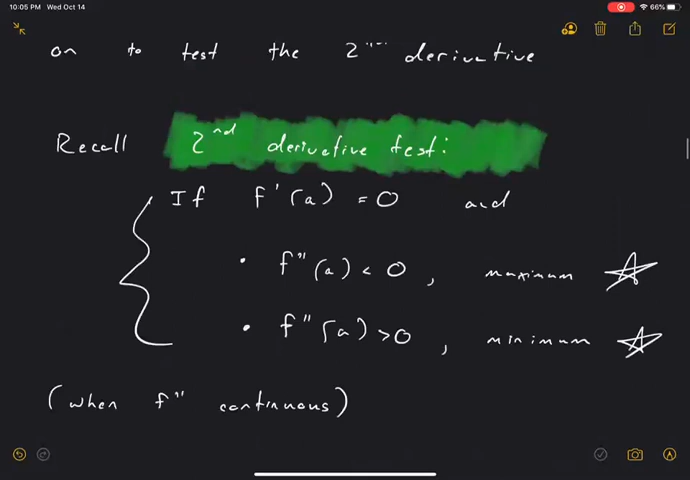 10:05 PM Wed Oct 14 66%
on to test the 2nd derivative
Recall 2nd derivative test:
If f'(a) = 0 and
• f"(a) < 0, maximum
• f"(a) > 0, minimum
(when f" continuous)